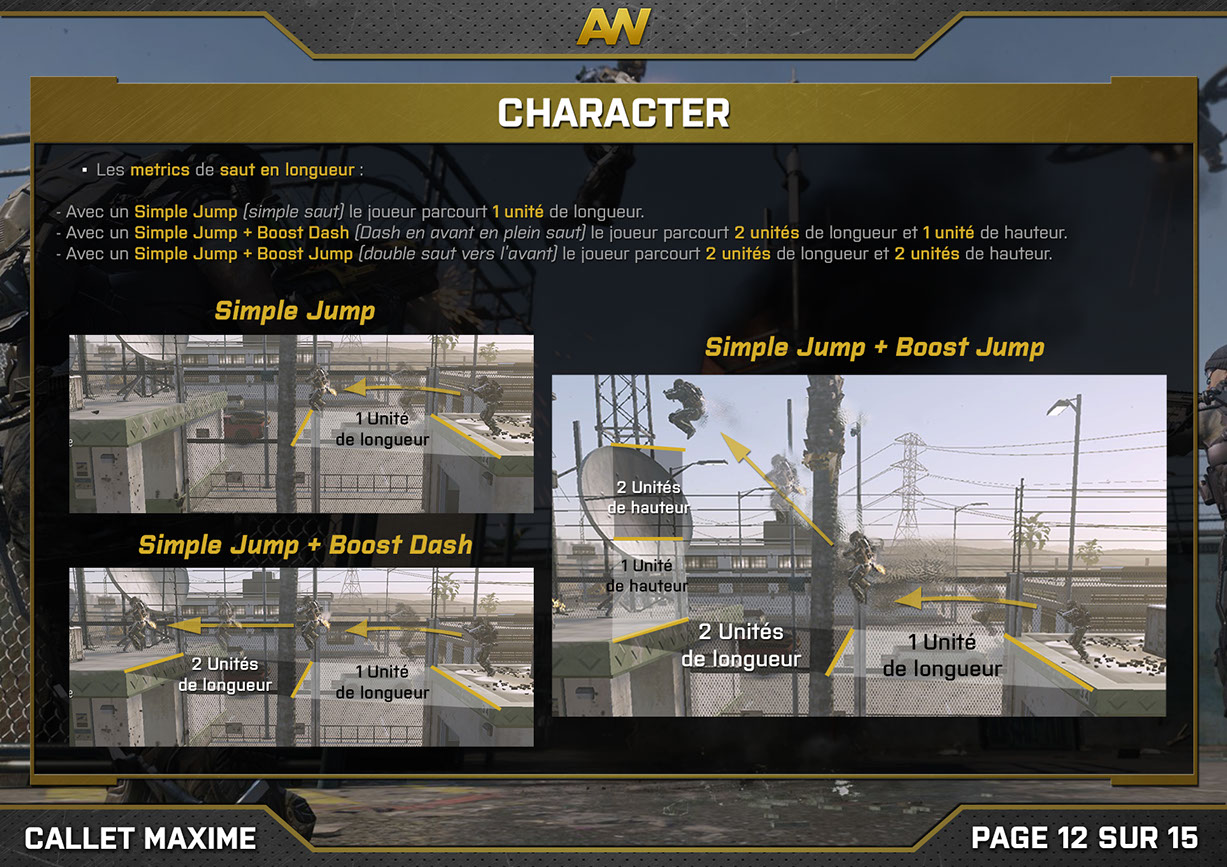 AW
CHARACTER
▪ Les metrics de saut en longueur :
- Avec un Simple Jump (simple saut) le joueur parcourt 1 unité de longueur.
- Avec un Simple Jump + Boost Dash (Dash en avant en plein saut) le joueur parcourt 2 unités de longueur et 1 unité de hauteur.
- Avec un Simple Jump + Boost Jump (double saut vers l'avant) le joueur parcourt 2 unités de longueur et 2 unités de hauteur.
Simple Jump
1 Unité
de longueur
Simple Jump + Boost Dash
2 Unités
de longueur
1 Unité
de longueur
Simple Jump + Boost Jump
2 Unités
de hauteur
1 Unité
de hauteur
2 Unités
de longueur
1 Unité
de longueur
CALLET MAXIME
PAGE 12 SUR 15